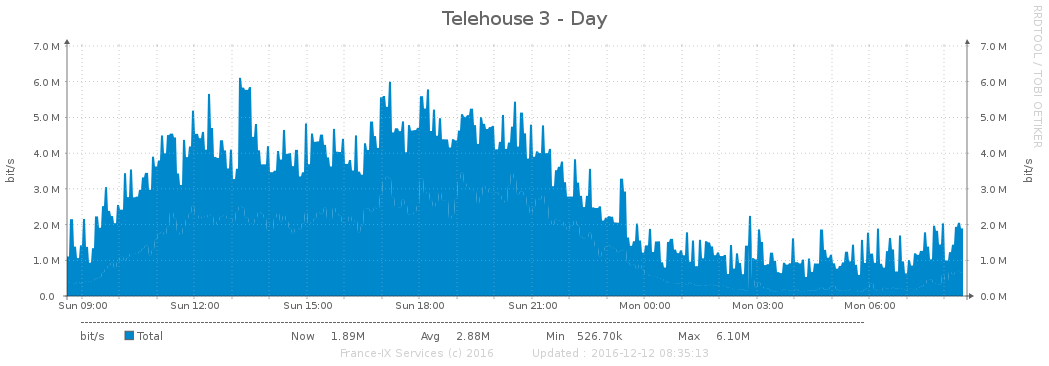 Telehouse 3 - Day
RRDTOOL / TOBI OETIKER
7.0 M 7.0 M
6.0 M 6.0 M
5.0 M 5.0 M
4.0 M 4.0 M
3.0 M 3.0 M
2.0 M 2.0 M
1.0 M 1.0 M
0.0 0.0 M
bit/s bit/s
Sun 09:00 Sun 12:00 Sun 15:00 Sun 18:00 Sun 21:00 Mon 00:00 Mon 03:00 Mon 06:00
bit/s Total Now 1.89M Avg 2.88M Min 526.70k Max 6.10M
France-IX Services (c) 2016 Updated : 2016-12-12 08:35:13